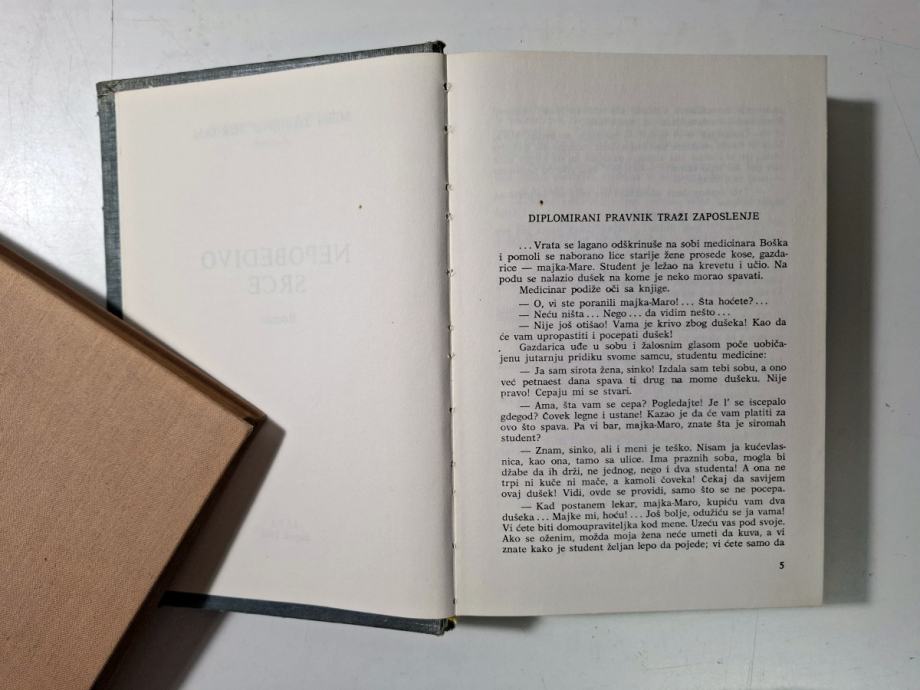 NEPOBEDIVO
SRCE
Roman
DIPLOMIRANI PRAVNIK TRAŽI ZAPOSLENJE
...Vrata se lagano odškrinuše na sobi medicinara Boška
i pomoli se naborano lice starije žene prosede kose, gazda-
rice — majka-Mare. Student je ležao na krevetu i učio. Na
podu se nalazio dušek na kome je neko morao spavati.
Medicinar podiže oči sa knjige.
— O, vi ste poranili majka-Maro!... Šta hoćete?...
— Neću ništa... Nego... da vidim nešto...
— Nije još otišao! Vama je krivo zbog dušeka! Kao da
će vam upropastiti i pocepati dušek!
Gazdarica uđe u sobu i žalosnim glasom poče uobiča-
jenu jutarnju pridiku svome samcu, studentu medicine:
— Ja sam sirota žena, sinko! Izdala sam tebi sobu, a ono
već petnaest dana spava ti drug na mome dušeku. Nije
pravo! Cepaju mi se stvari.
— Ama, šta vam se cepa? Pogledajte! Je l' se iscepalo
gdegod? Čovek legne i ustane! Kazao je da će vam platiti za
ovo što spava. Pa vi bar, majka-Maro, znate šta je siromah
student?
— Znam, sinko, ali i meni je teško. Nisam ja kućevlas-
nica, kao ona, tamo sa ulice. Ima praznih soba, mogla bi
džabe da ih drži, ne jednog, nego i dva studenta! A ona ne
trpi ni kuče ni mače, a kamoli čoveka! Čekaj da savijem
ovaj dušek! Vidi, ovde se providi, samo što se ne pocepa.
— Kad postanem lekar, majka-Maro, kupiću vam dva
dušeka... Majke mi, hoću!... Još bolje, odužiću se ja vama!
Vi ćete biti domoupraviteljka kod mene. Uzeću vas pod svoje.
Ako se oženim, možda moja žena neće umeti da kuva, a vi
znate kako je student željan lepo da pojede; vi ćete samo da
5